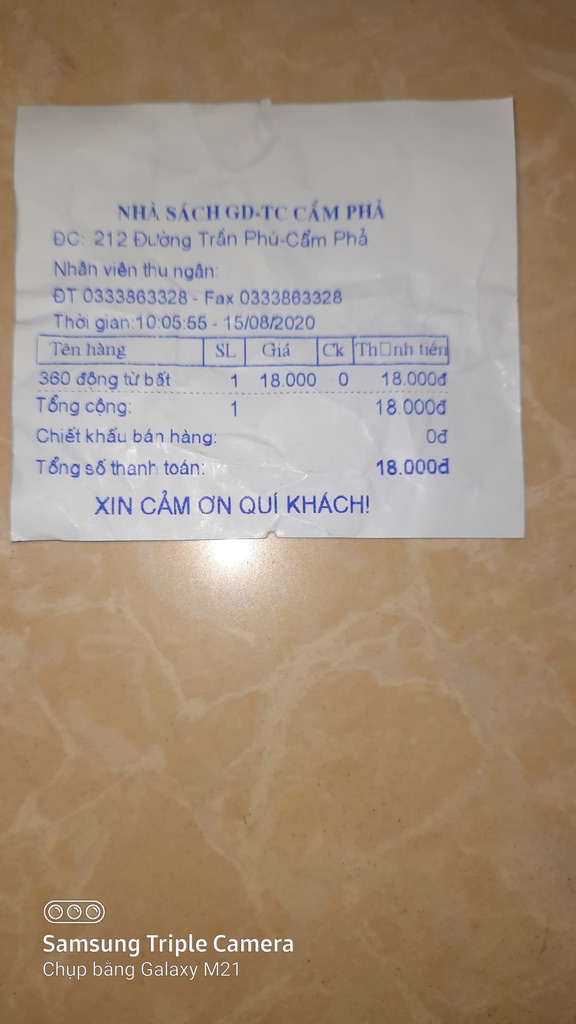 NHÀ SÁCH GD-TC CẨM PHẢ
ĐC: 212 Đường Trần Phú-Cẩm Phả
Nhân viên thu ngân:
ĐT 0333863328 - Fax 0333863328
Thời gian:10:05:55 - 15/08/2020
Tên hàng SL Giá Ck Th□nh tiền
360 động từ bất 1 18.000 0 18.000đ
Tổng cộng: 1 18.000đ
Chiết khấu bán hàng: 0đ
Tổng số thanh toán: 18.000đ
XIN CẢM ƠN QUÍ KHÁCH!
Samsung Triple Camera
Chụp bằng Galaxy M21